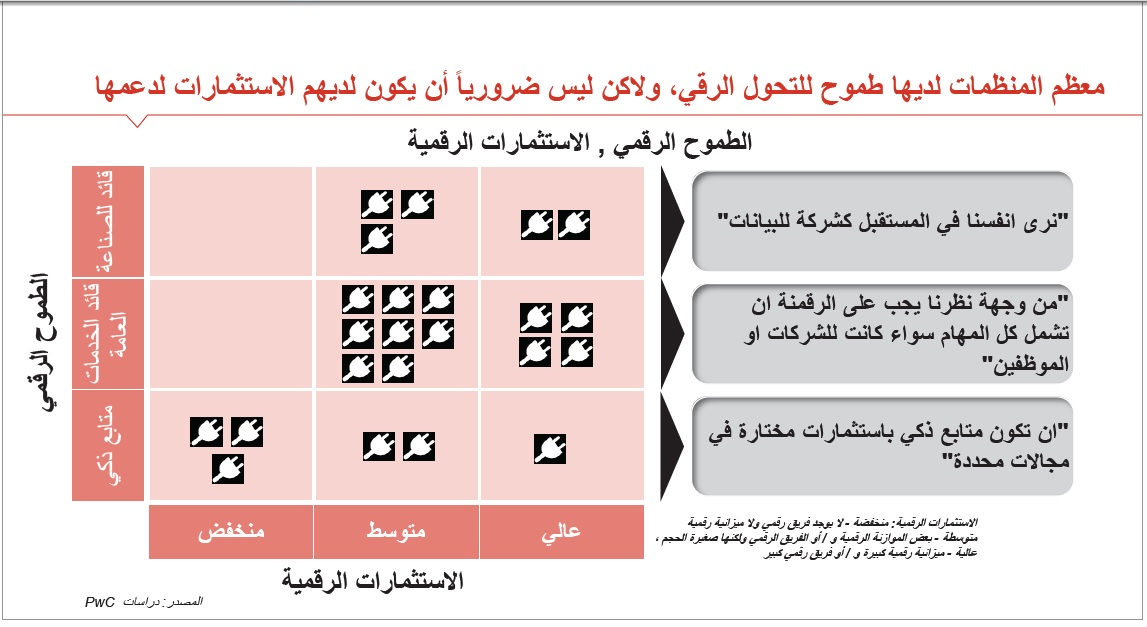 معظم المنظمات لديها طموح للتحول الرقي، ولاكن ليس ضرورياً أن يكون لديهم الاستثمارات لدعمها
الطموح الرقمي , الاستثمارات الرقمية
"نرى انفسنا في المستقبل كشركة للبيانات"
قائد للصناعة
"من وجهة نظرنا يجب على الرقمنة ان
تشمل كل المهام سواء كانت للشركات او
الموظفين"
قائد الخدمات
العامة
"ان تكون متابع ذكي باستثمارات مختارة في
مجالات محددة"
متابع ذكي
الطموح الرقمي
عالي
متوسط
منخفض
الاستثمارات الرقمية
الاستثمارات الرقمية: منخفضة - لا يوجد فريق رقمي ولا ميزانية رقمية
متوسطة - بعض الموازنة الرقمية و / أو الفريق الرقمي ولكنها صغيرة الحجم ،
عالية - ميزانية رقمية كبيرة و / أو فريق رقمي كبير
المصدر: دراسات PwC